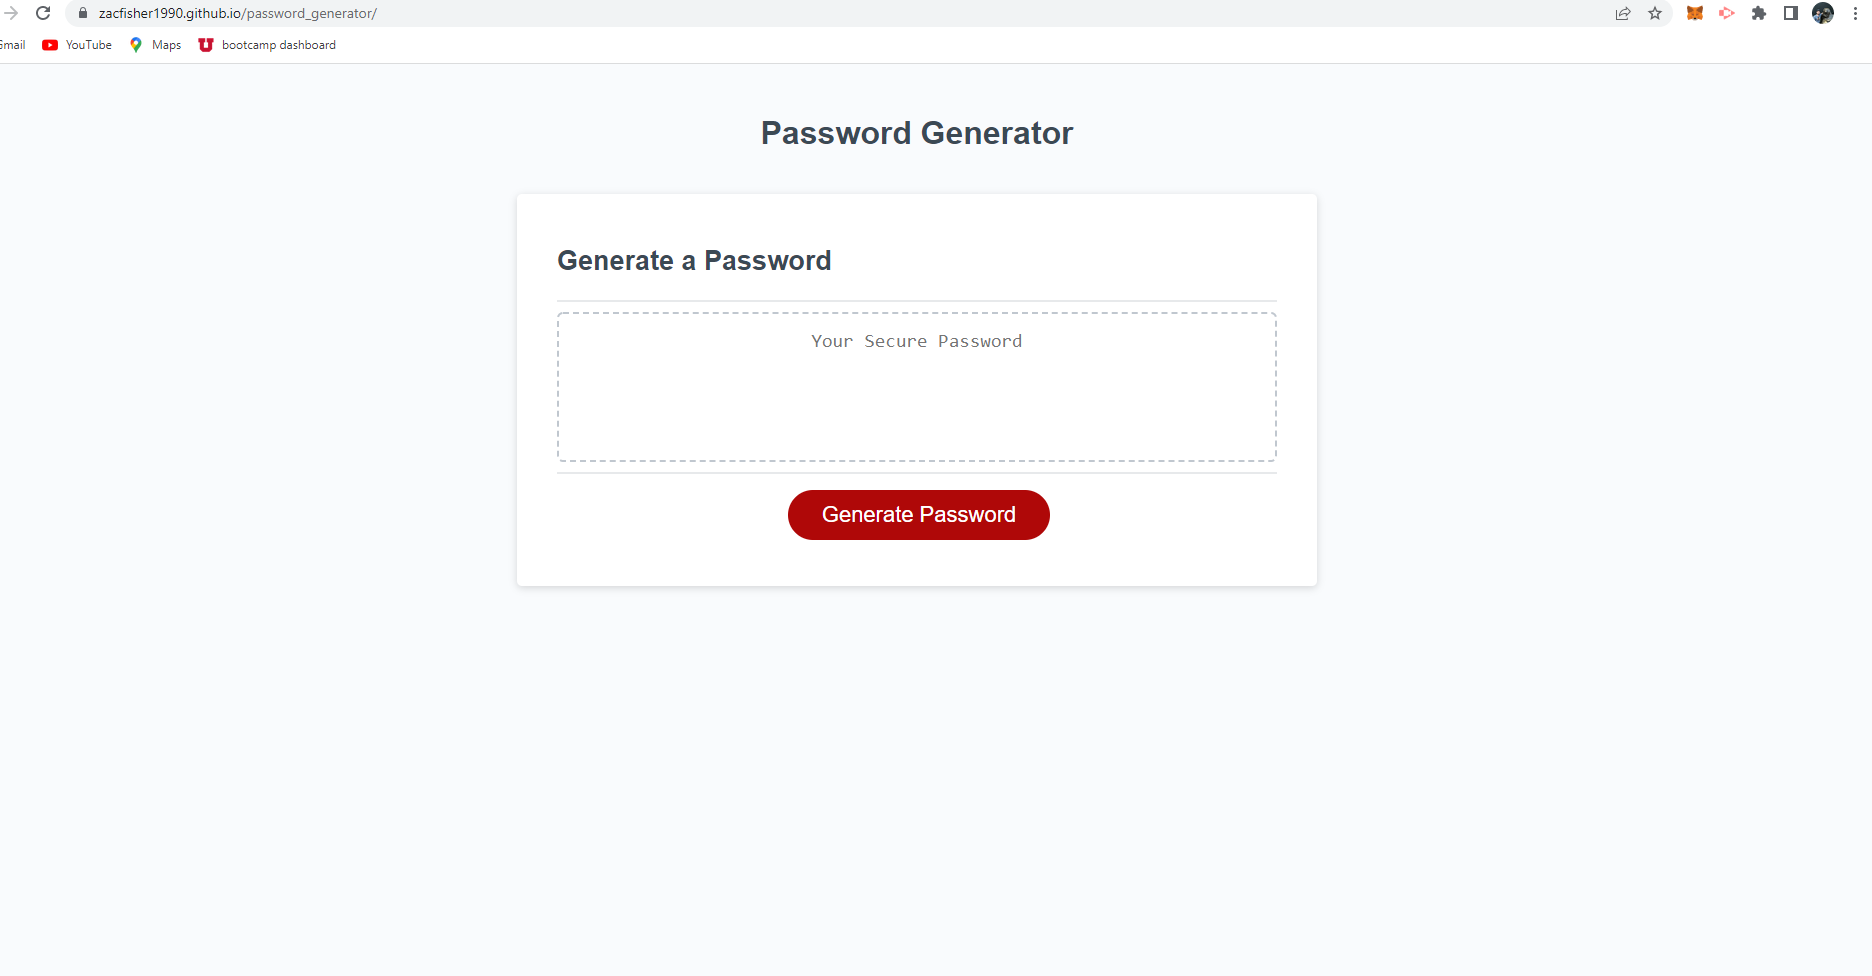 zacfisher1990.github.io/password_generator/
Gmail YouTube Maps bootcamp dashboard
Password Generator
Generate a Password
Your Secure Password
Generate Password